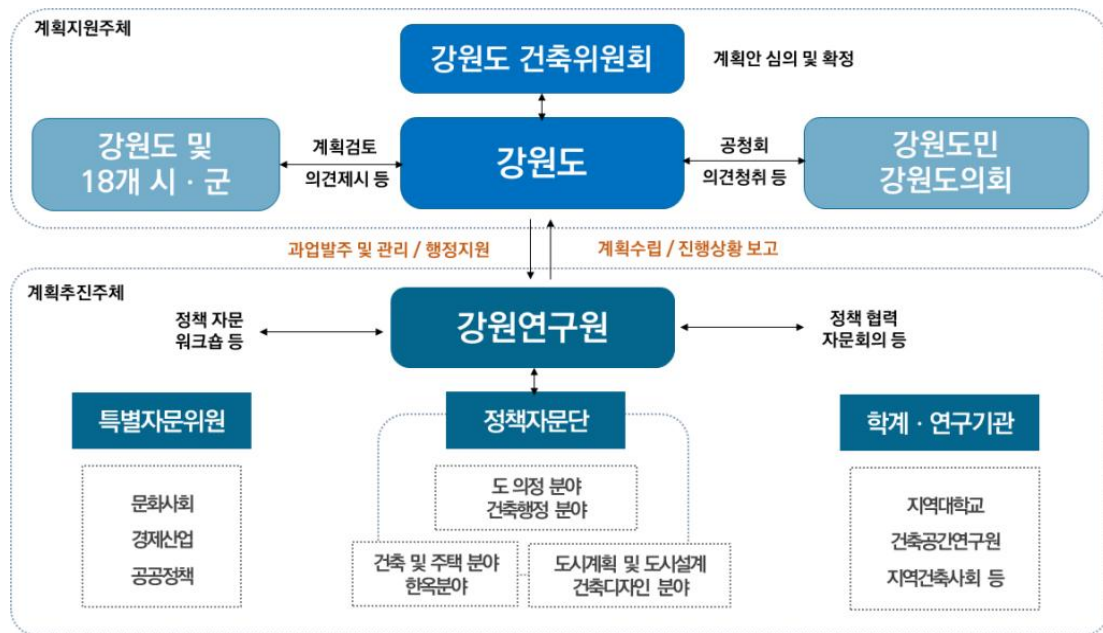 계획지원주체
강원도 건축위원회
계획안 심의 및 확정
강원도 및
18개 시 · 군
계획검토
의견제시 등
강원도
공청회
의견청취 등
강원도민
강원도의회
과업발주 및 관리 / 행정지원
계획수립 / 진행상황 보고
계획추진주체
정책 자문
워크숍 등
강원연구원
정책 협력
자문회의 등
특별자문위원
문화사회
경제산업
공공정책
정책자문단
도 의정 분야
건축행정 분야
건축 및 주택 분야
한옥분야
도시계획 및 도시설계
건축디자인 분야
학계 · 연구기관
지역대학교
건축공간연구원
지역건축사회 등